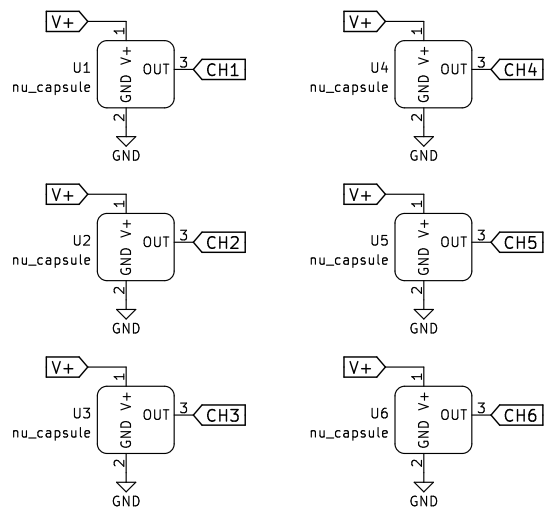 V+
1
U1
nu_capsule
GND V+
OUT
3
CH1
2
GND
V+
1
U4
nu_capsule
GND V+
OUT
3
CH4
2
GND
V+
1
U2
nu_capsule
GND V+
OUT
3
CH2
2
GND
V+
1
U5
nu_capsule
GND V+
OUT
3
CH5
2
GND
V+
1
U3
nu_capsule
GND V+
OUT
3
CH3
2
GND
V+
1
U6
nu_capsule
GND V+
OUT
3
CH6
2
GND